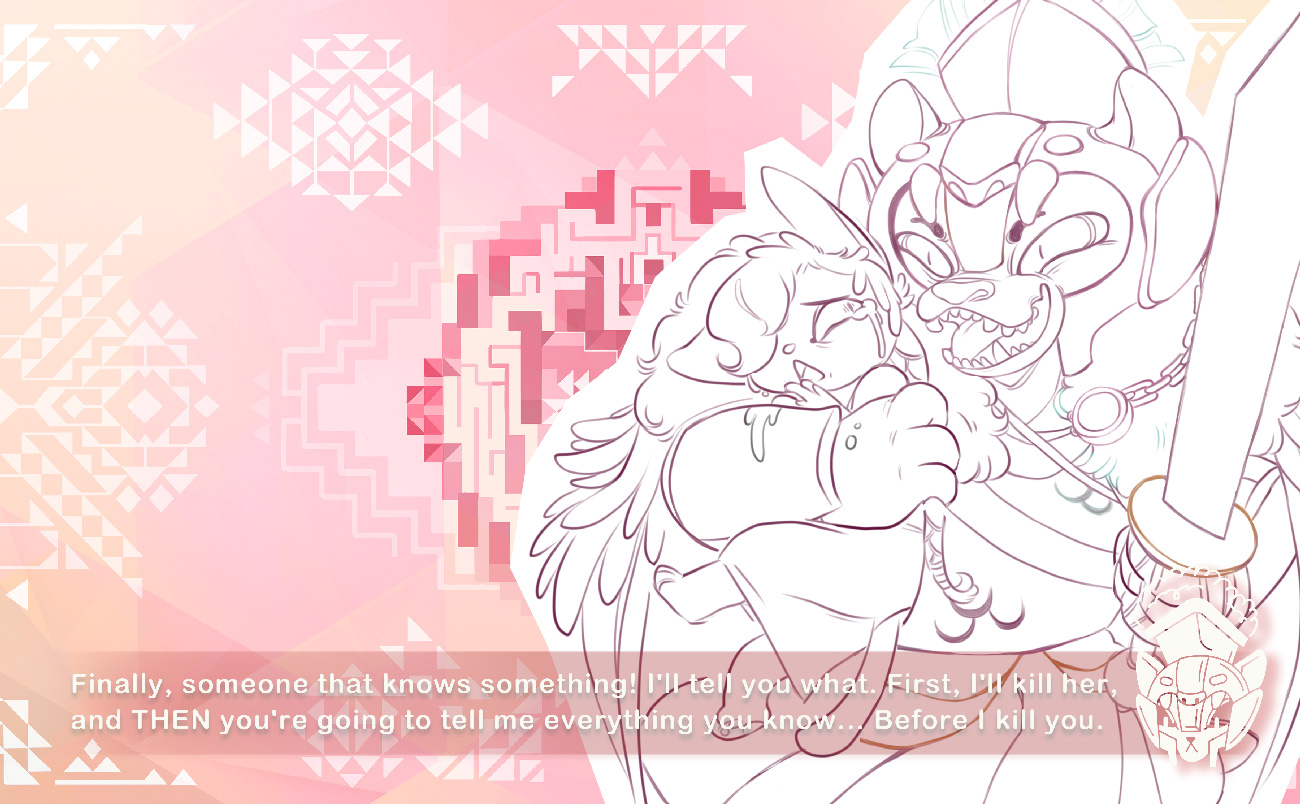 Finally, someone that knows something! I'll tell you what. First, I'll kill her,
and THEN you're going to tell me everything you know... Before I kill you.